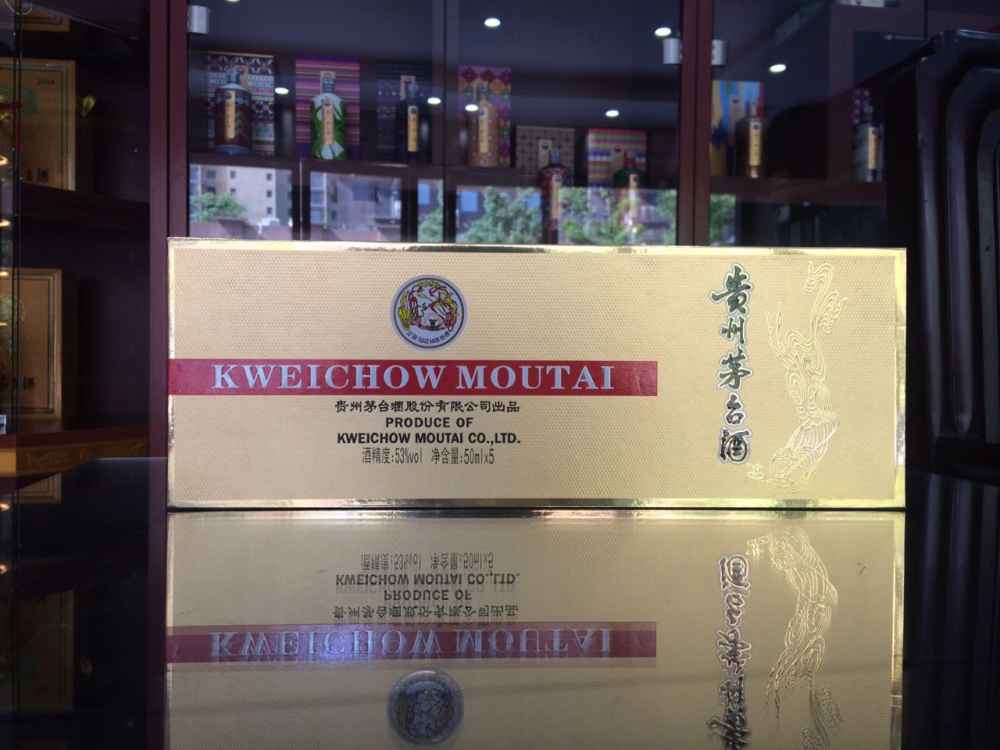 KWEICHOW MOUTAI
贵州茅台酒股份有限公司出品
PRODUCE OF
KWEICHOW MOUTAI CO.,LTD.
酒精度:53%vol 净含量:50ml×5
贵州茅台酒